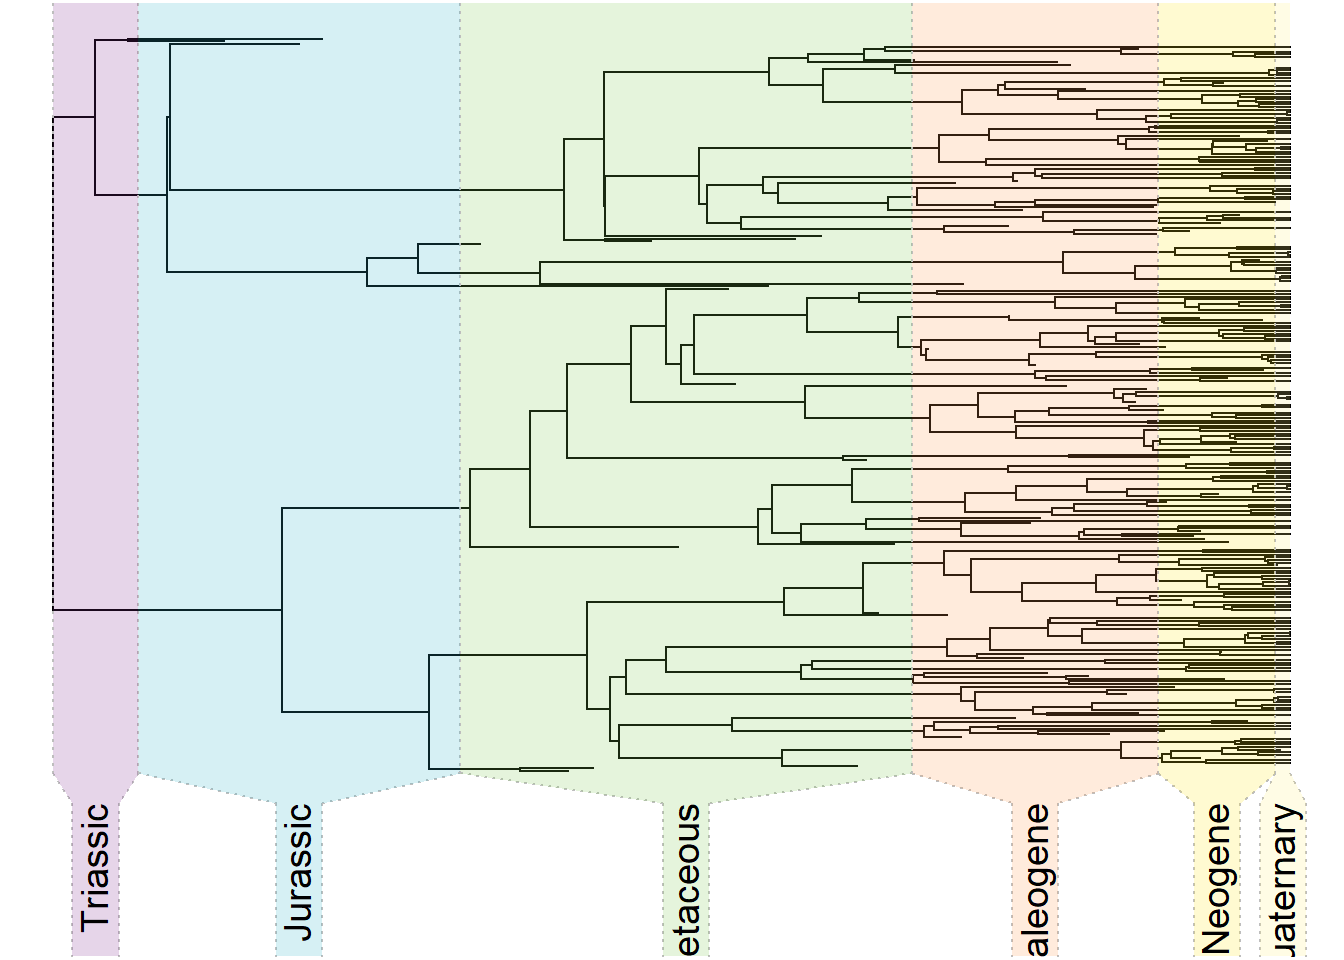 Triassic
Jurassic
etaceous
aleogene
Neogene
uaternary